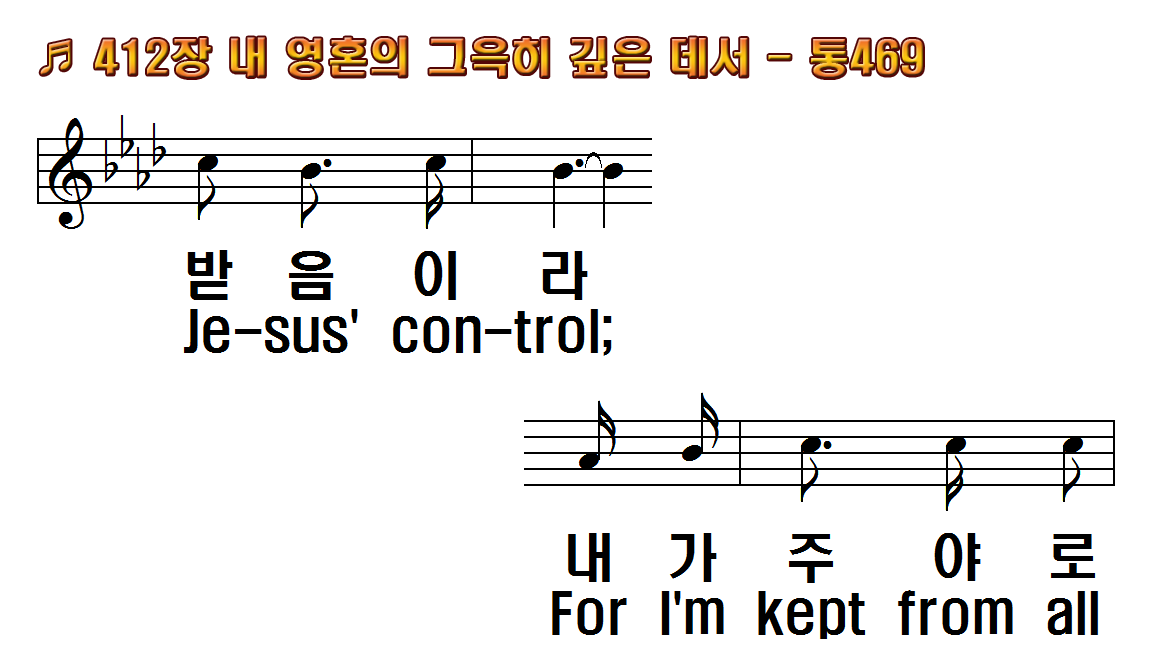 ♬ 412장 내 영혼의 그윽히 깊은 데서 - 통469
받 음 이 라
Je-sus' con-trol;
내 가 주 야 로
For I'm kept from all